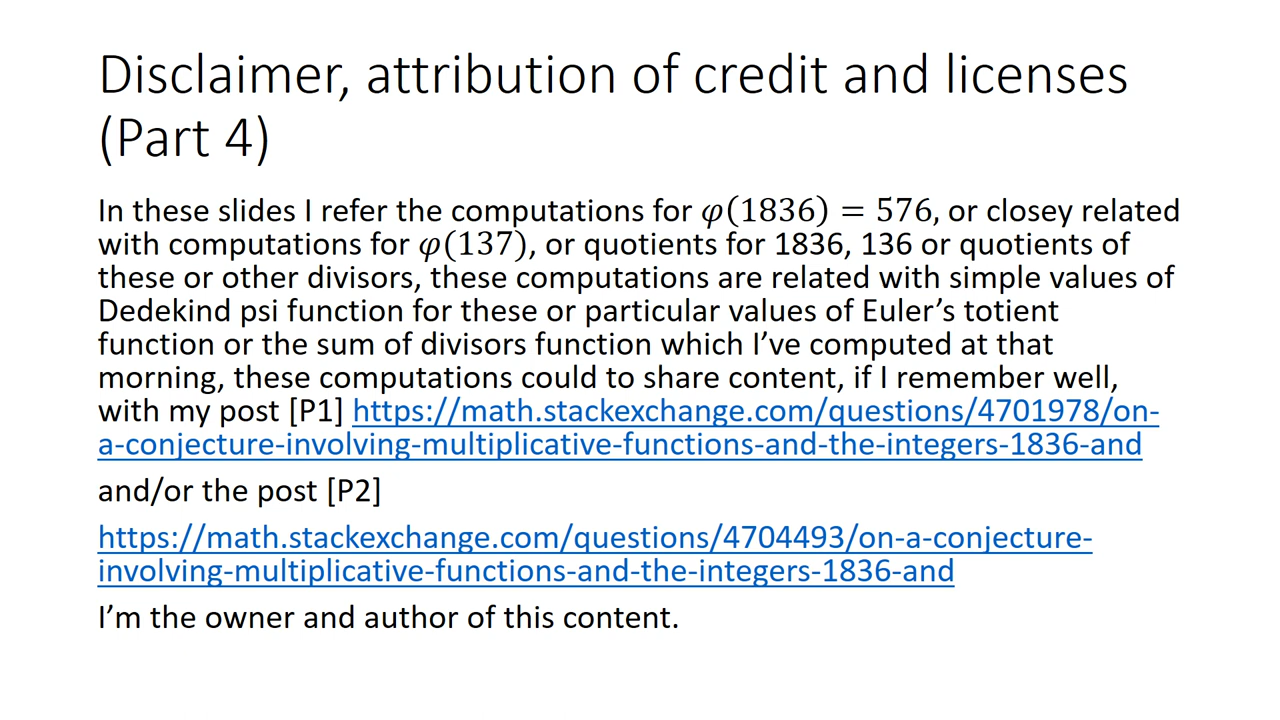 Disclaimer, attribution of credit and licenses
(Part 4)
In these slides I refer the computations for φ(1836) = 576, or closey related
with computations for φ(137), or quotients for 1836, 136 or quotients of
these or other divisors, these computations are related with simple values of
Dedekind psi function for these or particular values of Euler’s totient
function or the sum of divisors function which I’ve computed at that
morning, these computations could to share content, if I remember well,
with my post [P1] https://math.stackexchange.com/questions/4701978/on-
a-conjecture-involving-multiplicative-functions-and-the-integers-1836-and
and/or the post [P2]
https://math.stackexchange.com/questions/4704493/on-a-conjecture-
involving-multiplicative-functions-and-the-integers-1836-and
I’m the owner and author of this content.